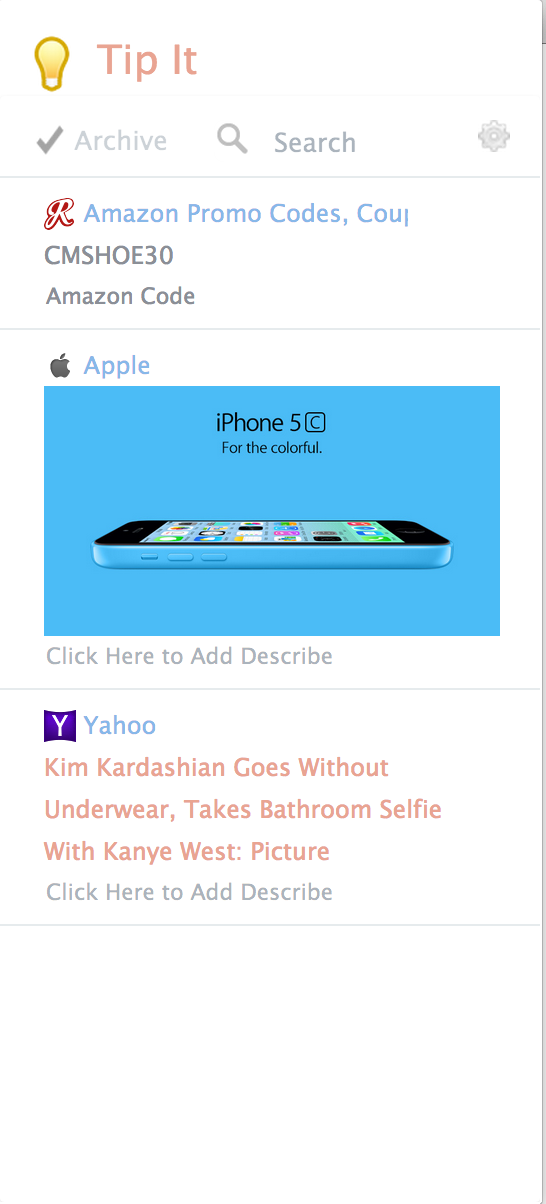 Tip It
Archive Search
Amazon Promo Codes, Coup
CMSHOE30
Amazon Code
Apple
iPhone 5C
For the colorful.
Click Here to Add Describe
Y Yahoo
Kim Kardashian Goes Without
Underwear, Takes Bathroom Selfie
With Kanye West: Picture
Click Here to Add Describe